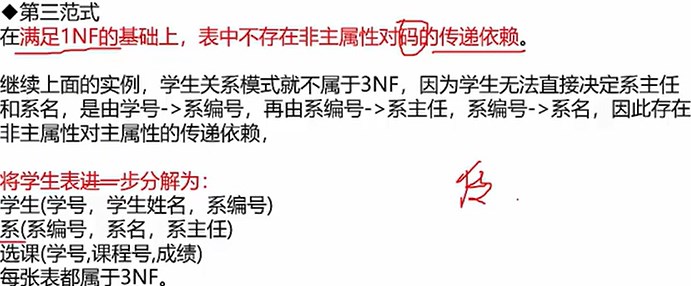 ◆第三范式
在满足1NF的基础上，表中不存在非主属性对码的传递依赖。
继续上面的实例，学生关系模式就不属于3NF，因为学生无法直接决定系主任
和系名，是由学号->系编号，再由系编号->系主任，系编号->系名，因此存在
非主属性对主属性的传递依赖，
将学生表进一步分解为：
学生(学号，学生姓名，系编号)
系(系编号，系名，系主任)
选课(学号,课程号,成绩)
每张表都属于3NF。